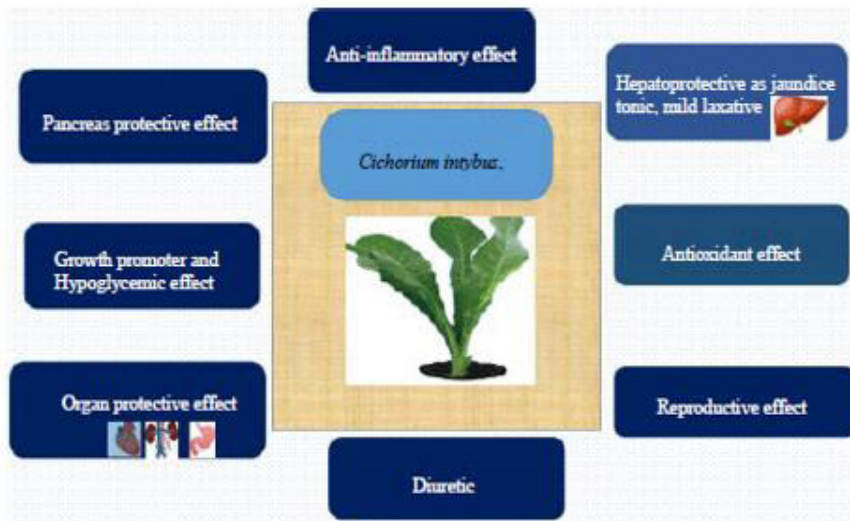 Anti-inflammatory effect
Hepatoprotective as jaundice
tonic, mild laxative
Pancreas protective effect
Cichorium intybus,
Growth promoter and
Hypoglycemic effect
Antioxidant effect
Organ protective effect
Reproductive effect
Diuretic